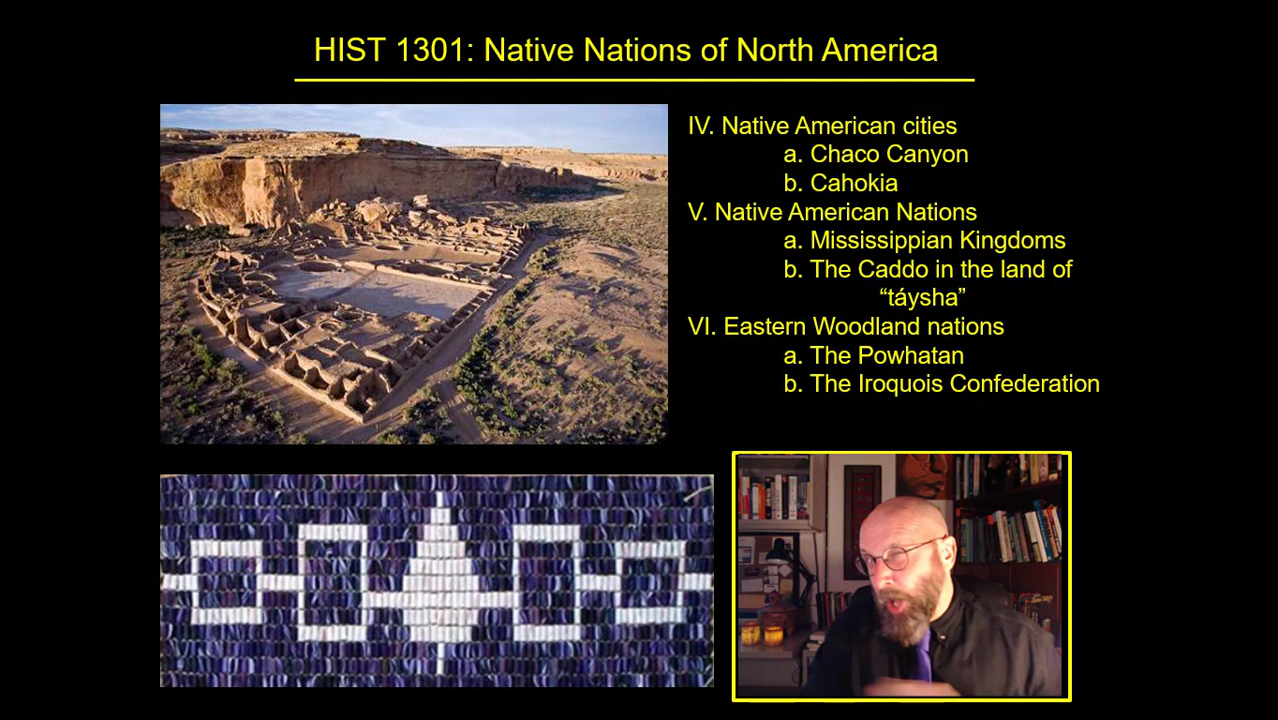 HIST 1301: Native Nations of North America
IV. Native American cities
a. Chaco Canyon
b. Cahokia
V. Native American Nations
a. Mississippian Kingdoms
b. The Caddo in the land of
“táysha”
VI. Eastern Woodland nations
a. The Powhatan
b. The Iroquois Confederation